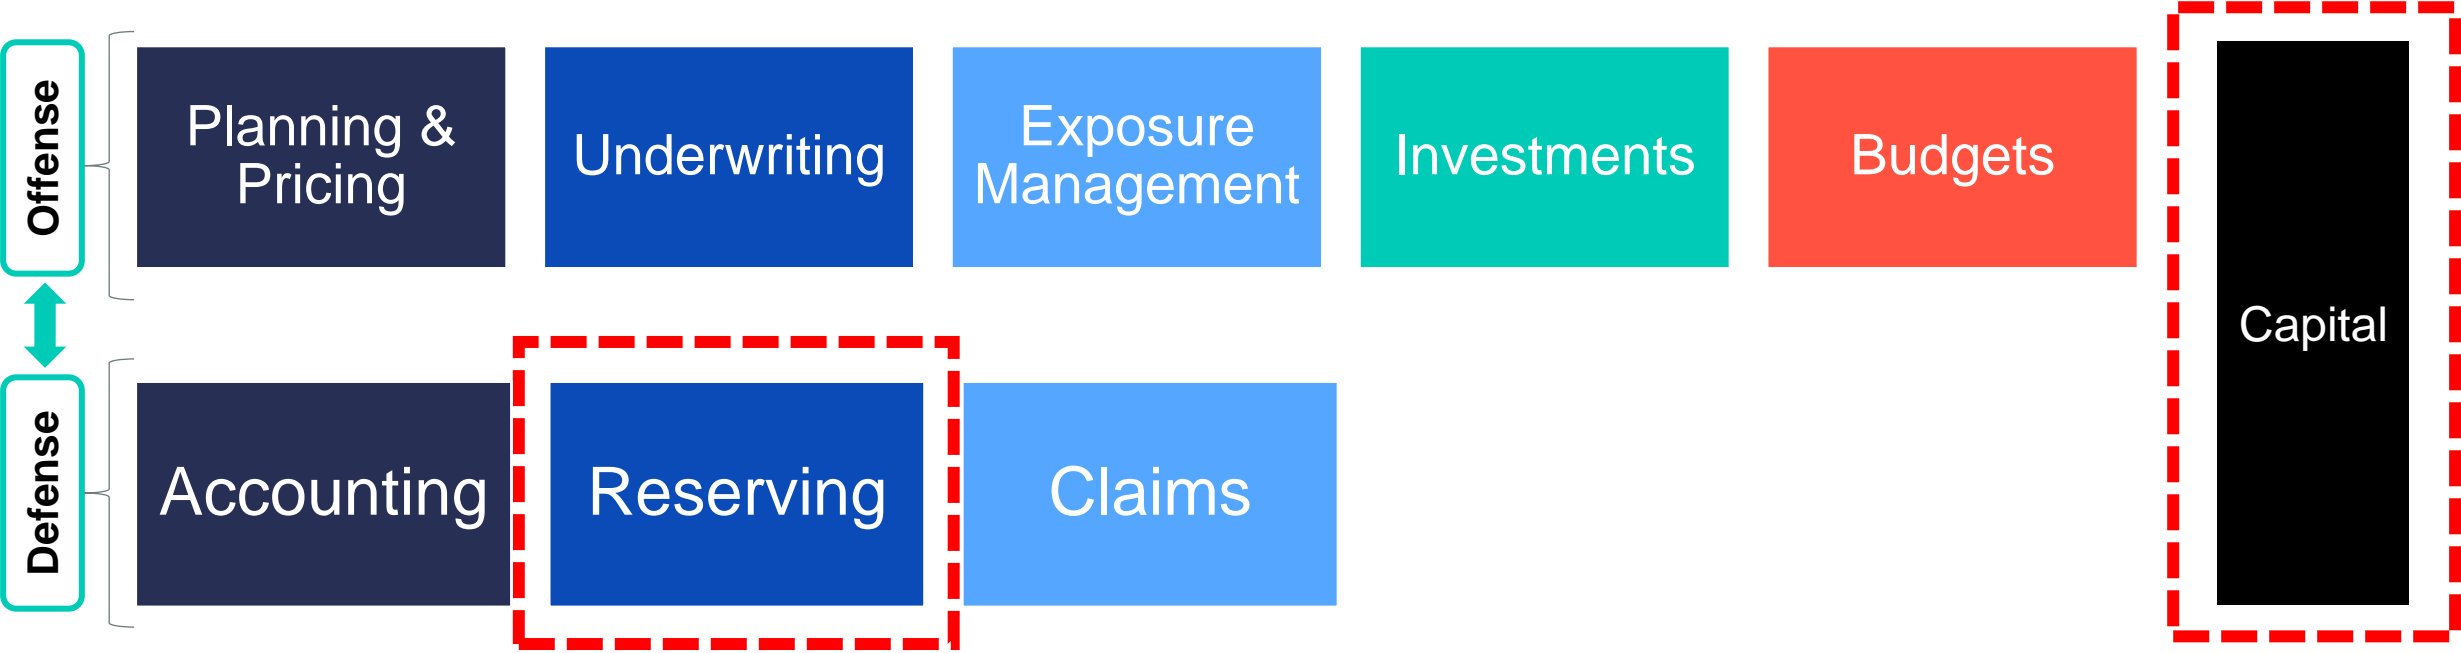 Offense
Planning &
Pricing
Underwriting
Exposure
Management
Investments
Budgets
Capital
Defense
Accounting
Reserving
Claims